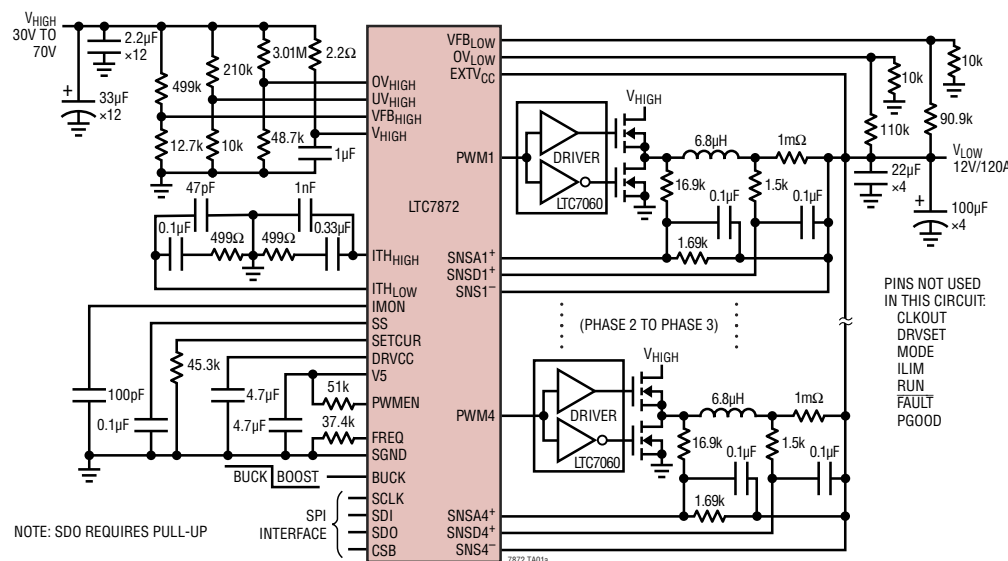 VHIGH
30V TO
70V
2.2µF
×12
33µF
×12
499k
210k
3.01M
2.2Ω
12.7k
10k
48.7k
1µF
OVHIGH
UVHIGH
VFBHIGH
VHIGH
47pF
1nF
0.1µF
499Ω
499Ω
0.33µF
ITHHIGH
ITHLOW
IMON
SS
SETCUR
DRVCC
V5
PWMEN
FREQ
SGND
BUCK
SCLK
SDI
SDO
CSB
45.3k
100pF
0.1µF
4.7µF
4.7µF
51k
37.4k
BUCK BOOST
SPI
INTERFACE
NOTE: SDO REQUIRES PULL-UP
LTC7872
VFBLOW
OVLOW
EXTVCC
PWM1
SNSA1+
SNSD1+
SNS1–
PWM4
SNSA4+
SNSD4+
SNS4–
DRIVER
LTC7060
VHIGH
6.8µH
1mΩ
16.9k
1.5k
0.1µF
0.1µF
1.69k
10k
10k
110k
90.9k
VLOW
12V/120A
22µF
×4
100µF
×4
(PHASE 2 TO PHASE 3)
DRIVER
LTC7060
VHIGH
6.8µH
1mΩ
16.9k
1.5k
0.1µF
0.1µF
1.69k
PINS NOT USED
IN THIS CIRCUIT:
CLKOUT
DRVSET
MODE
ILIM
RUN
FAULT
PGOOD
7872 TA01a